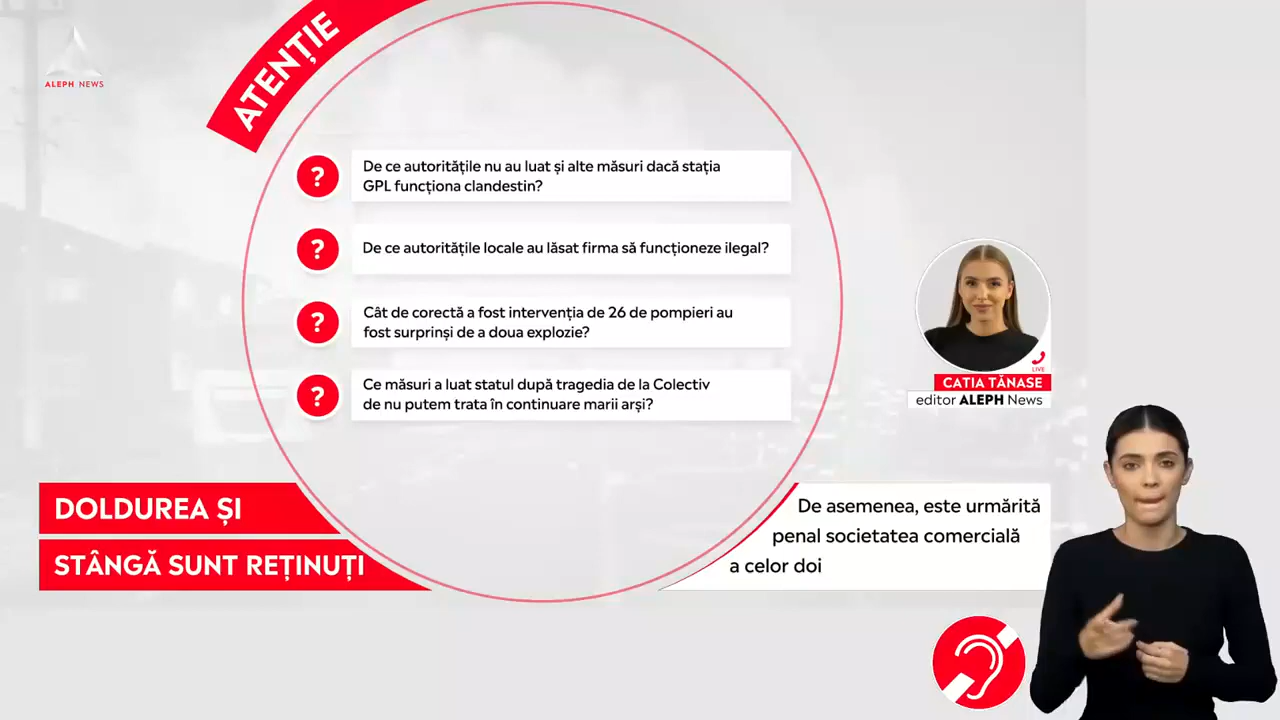 ATENȚIE
ALEPH NEWS
?
De ce autoritățile nu au luat și alte măsuri dacă stația
GPL funcționa clandestin?
?
De ce autoritățile locale au lăsat firma să funcționeze ilegal?
?
Cât de corectă a fost intervenția de 26 de pompieri au
fost surprinși de a doua explozie?
?
Ce măsuri a luat statul după tragedia de la Colectiv
de nu putem trata în continuare marii arși?
LIVE
CATIA TĂNASE
editor ALEPH News
DOLDUREA ȘI
STÂNGĂ SUNT REȚINUȚI
De asemenea, este urmărită
penal societatea comercială
a celor doi